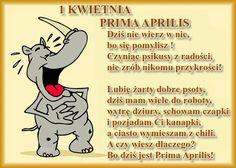 1 KWIETNIA
PRIMA APRILIS
Dziś nie wierz w nic,
bo się pomylisz !
Czyniąc psikusy z radości,
nie zrób nikomu przykrości!
Lubię żarty dobre psoty,
dziś mam wiele do roboty,
wytrę dziury, schowam czapki
i pozjadam Ci kanapki,
a ciasto wymieszam z chili.
A czy wiesz dlaczego?
Bo dziś jest Prima Aprilis!